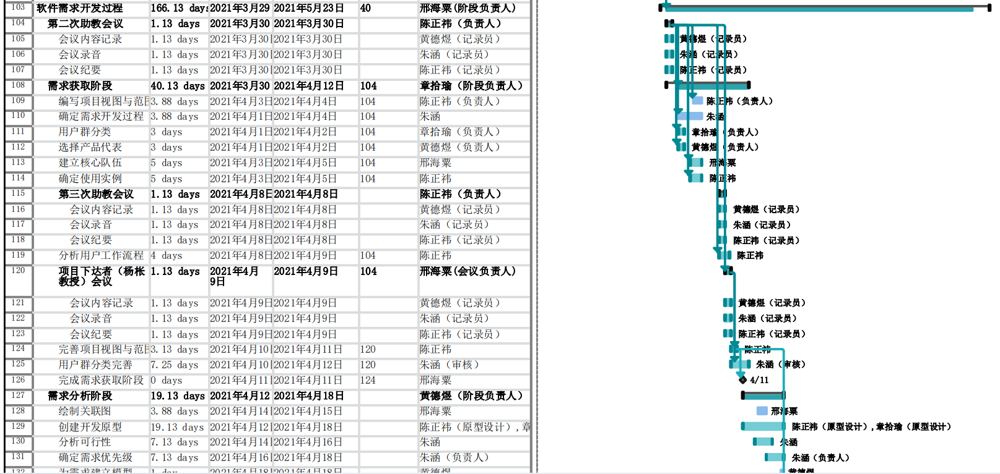 103 软件需求开发过程 166.13 days 2021年3月29 2021年5月23日 40 邢海粟(阶段负责人)
104 第二次助教会议 1.13 days 2021年3月30 2021年3月30日 陈正祎（负责人）
105 会议内容记录 1.13 days 2021年3月30 2021年3月30日 黄德煜（记录员） 黄德煜（记录员）
106 会议录音 1.13 days 2021年3月30 2021年3月30日 朱涵（记录员） 朱涵（记录员）
107 会议纪要 1.13 days 2021年3月30 2021年3月30日 陈正祎（记录员） 陈正祎（记录员）
108 需求获取阶段 40.13 days 2021年3月30 2021年4月12日 104 章拾瑜（阶段负责人）
109 编写项目视图与范围 3.88 days 2021年4月3日 2021年4月4日 104 陈正祎（负责人） 陈正祎（负责人）
110 确定需求开发过程 3.88 days 2021年4月1日 2021年4月4日 104 朱涵 朱涵
111 用户群分类 3 days 2021年4月1日 2021年4月2日 104 章拾瑜（负责人） 章拾瑜（负责人）
112 选择产品代表 3 days 2021年4月1日 2021年4月2日 104 黄德煜（负责人） 黄德煜（负责人）
113 建立核心队伍 5 days 2021年4月3日 2021年4月5日 104 邢海粟 邢海粟
114 确定使用实例 5 days 2021年4月3日 2021年4月5日 104 陈正祎 陈正祎
115 第三次助教会议 1.13 days 2021年4月8日 2021年4月8日 陈正祎（负责人）
116 会议内容记录 1.13 days 2021年4月8日 2021年4月8日 黄德煜（记录员） 黄德煜（记录员）
117 会议录音 1.13 days 2021年4月8日 2021年4月8日 朱涵（记录员） 朱涵（记录员）
118 会议纪要 1.13 days 2021年4月8日 2021年4月8日 陈正祎（记录员） 陈正祎（记录员）
119 分析用户工作流程 4 days 2021年4月8日 2021年4月9日 104 陈正祎 陈正祎
120 项目下达者（杨枨 1.13 days 2021年4月 2021年4月9日 104 邢海粟(会议负责人)
教授）会议 9日
121 会议内容记录 1.13 days 2021年4月9日 2021年4月9日 黄德煜（记录员） 黄德煜（记录员）
122 会议录音 1.13 days 2021年4月9日 2021年4月9日 朱涵（记录员） 朱涵（记录员）
123 会议纪要 1.13 days 2021年4月9日 2021年4月9日 陈正祎（记录员） 陈正祎（记录员）
124 完善项目视图与范围 3.13 days 2021年4月10 2021年4月11日 120 陈正祎 陈正祎
125 用户群分类完善 7.25 days 2021年4月10 2021年4月12日 120 朱涵（审核） 朱涵（审核）
126 完成需求获取阶段 0 days 2021年4月11 2021年4月11日 124 邢海粟 4/11
127 需求分析阶段 19.13 days 2021年4月12 2021年4月18日 黄德煜（阶段负责人）
128 绘制关联图 3.88 days 2021年4月14 2021年4月15日 邢海粟 邢海粟
129 创建开发原型 19.13 days 2021年4月12 2021年4月18日 陈正祎（原型设计）,章 陈正祎（原型设计）,章拾瑜（原型设计）
130 分析可行性 7.13 days 2021年4月14 2021年4月16日 朱涵 朱涵
131 确定需求优先级 7.13 days 2021年4月16 2021年4月18日 朱涵（负责人） 朱涵（负责人）
132 为需求建立模型 1 day 2021年4月18 2021年4月18日 黄德煜 黄德煜